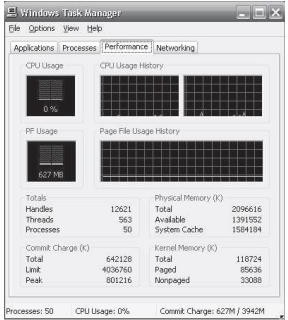 Windows Task Manager
File Options View Help
Applications Processes Performance Networking
CPU Usage
CPU Usage History
0 %
PF Usage
Page File Usage History
627 MB
Totals
Handles 12621
Threads 563
Processes 50
Physical Memory (K)
Total 2096616
Available 1391552
System Cache 1584184
Commit Charge (K)
Total 642128
Limit 4036760
Peak 801216
Kernel Memory (K)
Total 118724
Paged 85636
Nonpaged 33088
Processes: 50 CPU Usage: 0% Commit Charge: 627M / 3942M